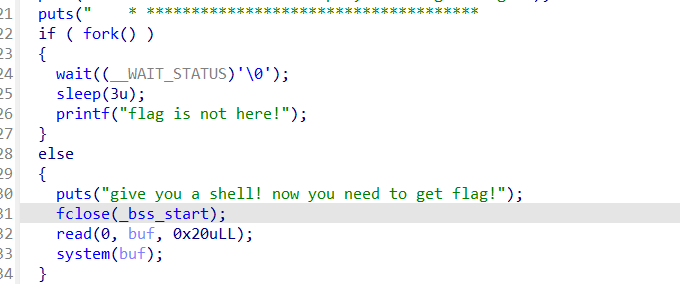 21 puts("    * *************************************
22 if ( fork() )
23 {
24 wait((__WAIT_STATUS)'\0');
25 sleep(3u);
26 printf("flag is not here!");
27 }
28 else
29 {
30 puts("give you a shell! now you need to get flag!");
31 fclose(_bss_start);
32 read(0, buf, 0x20uLL);
33 system(buf);
34 }